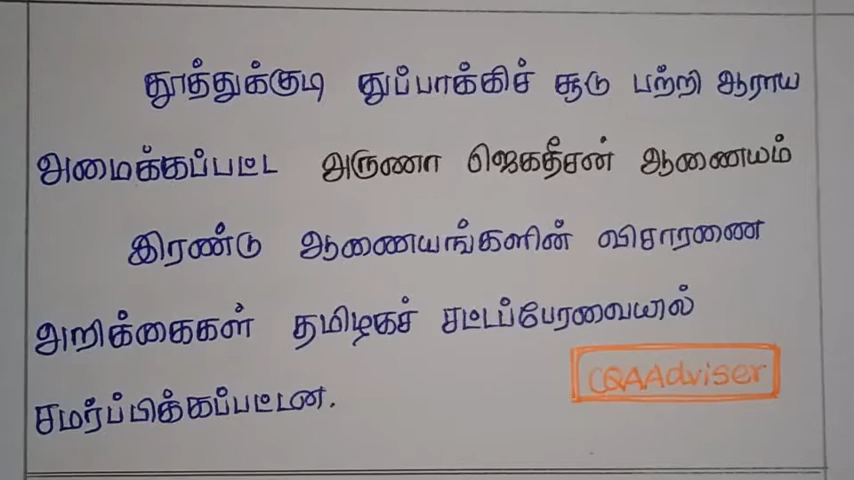 தூத்துக்குடி துப்பாக்கிச் சூடு பற்றி ஆராய
அமைக்கப்பட்ட அருணா ஜெகதீசன் ஆணையம்
இரண்டு ஆணையங்களின் விசாரணை
அறிக்கைகள் தமிழகச் சட்டப்பேரவையில்
சமர்ப்பிக்கப்பட்டன.
CQAAdviser